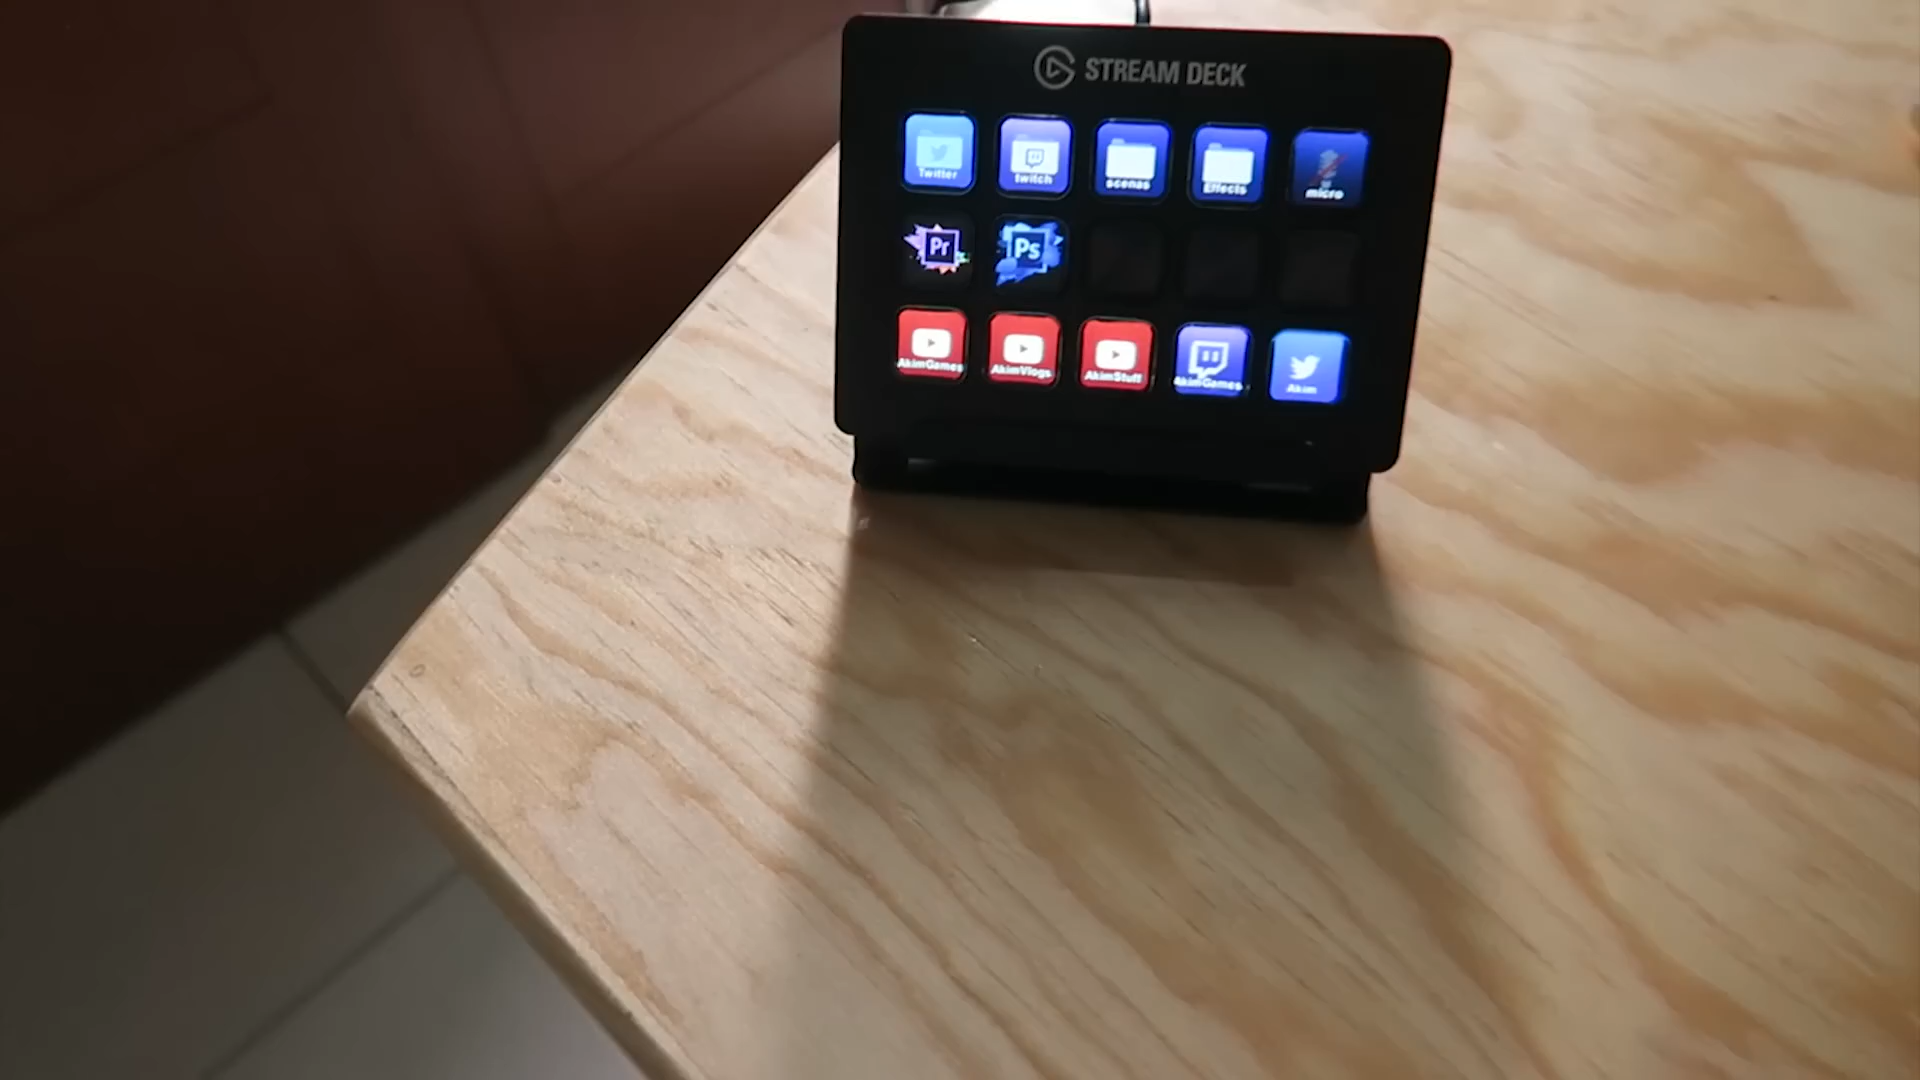 STREAM DECK
Twitter
twitch
scenas
Effects
micro
Pr
Ps
AkimGames
AkimVlogs
AkimStuff
AkimGames
Akim